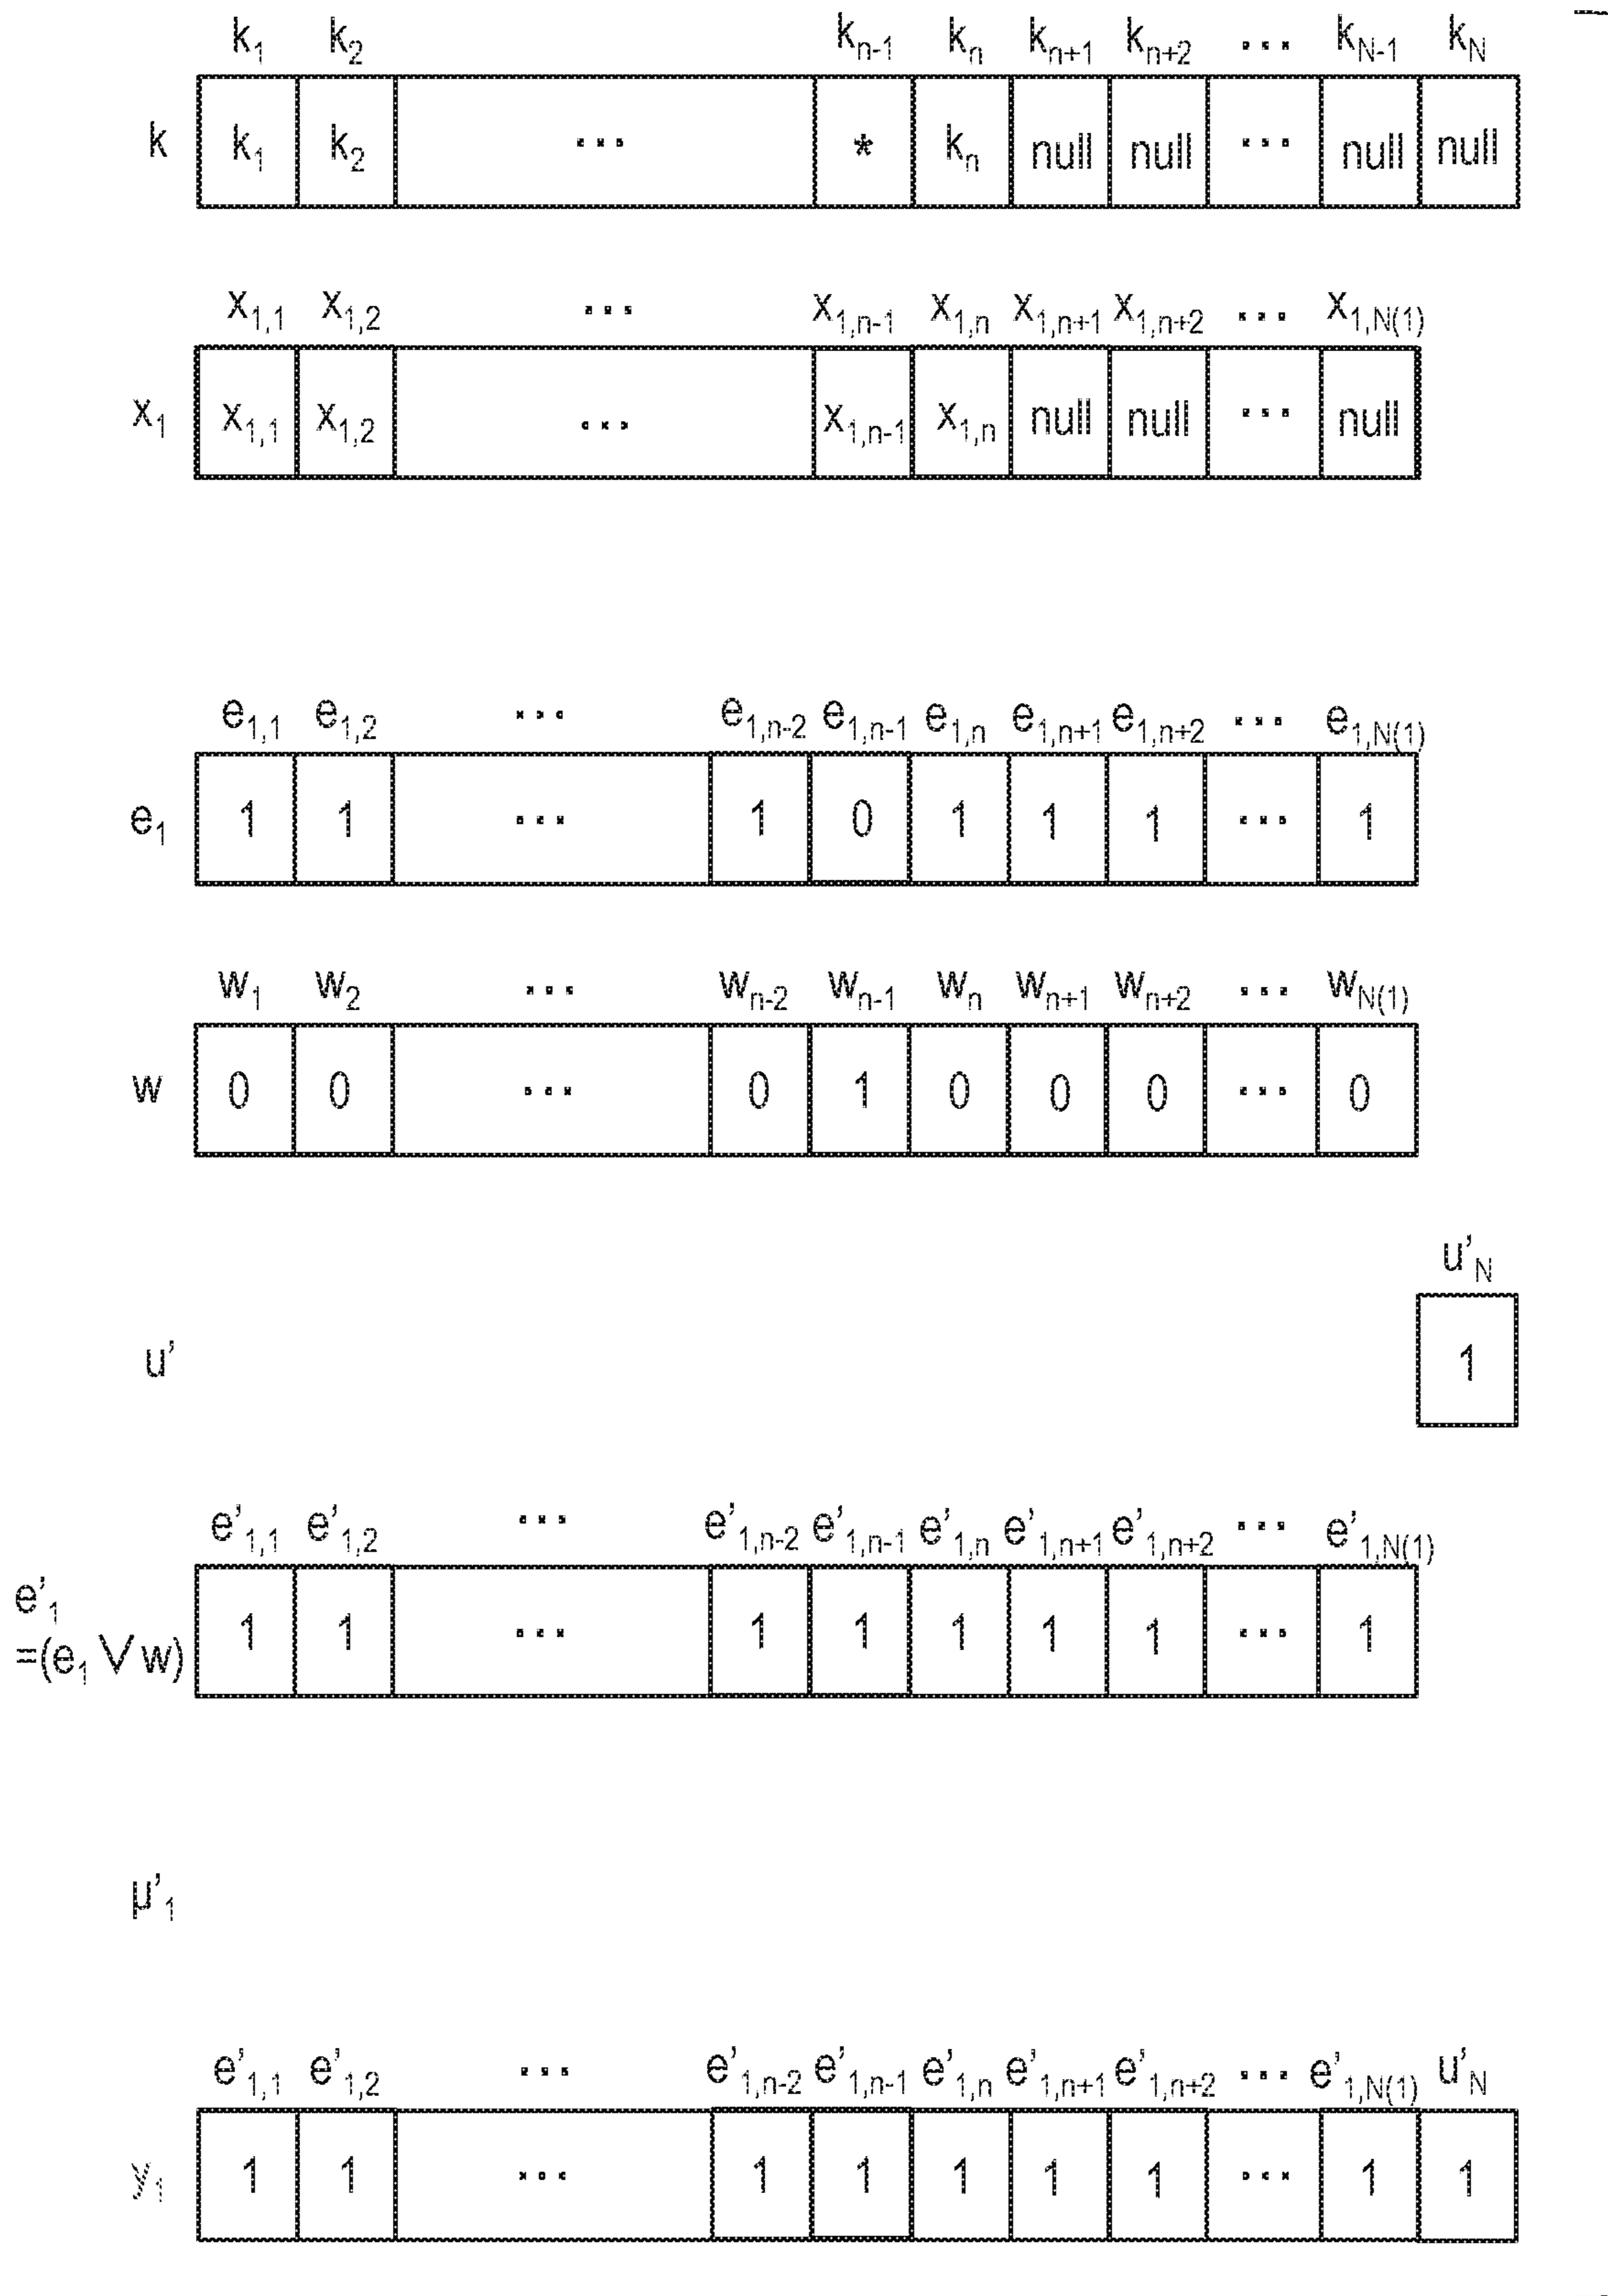 k₁ k₂ kₙ₋₁ kₙ kₙ₊₁ kₙ₊₂ ... k_N-1 k_N
k k₁ k₂ ... * kₙ null null ... null null
x₁,₁ x₁,₂ ... x₁,ₙ₋₁ x₁,ₙ x₁,ₙ₊₁ x₁,ₙ₊₂ ... x₁,N(1)
x₁ x₁,₁ x₁,₂ ... x₁,ₙ₋₁ x₁,ₙ null null ... null
e₁,₁ e₁,₂ ... e₁,ₙ₋₂ e₁,ₙ₋₁ e₁,ₙ e₁,ₙ₊₁ e₁,ₙ₊₂ ... e₁,N(1)
e₁ 1 1 ... 1 0 1 1 1 ... 1
w₁ w₂ ... wₙ₋₂ wₙ₋₁ wₙ wₙ₊₁ wₙ₊₂ ... w_N(1)
w 0 0 ... 0 1 0 0 0 ... 0
u'_N
u' 1
e'₁,₁ e'₁,₂ ... e'₁,ₙ₋₂ e'₁,ₙ₋₁ e'₁,ₙ e'₁,ₙ₊₁ e'₁,ₙ₊₂ ... e'₁,N(1)
e'₁
=(e₁ ∨ w) 1 1 ... 1 1 1 1 1 ... 1
μ'₁
e'₁,₁ e'₁,₂ ... e'₁,ₙ₋₂ e'₁,ₙ₋₁ e'₁,ₙ e'₁,ₙ₊₁ e'₁,ₙ₊₂ ... e'₁,N(1) u'_N
y₁ 1 1 ... 1 1 1 1 1 ... 1 1